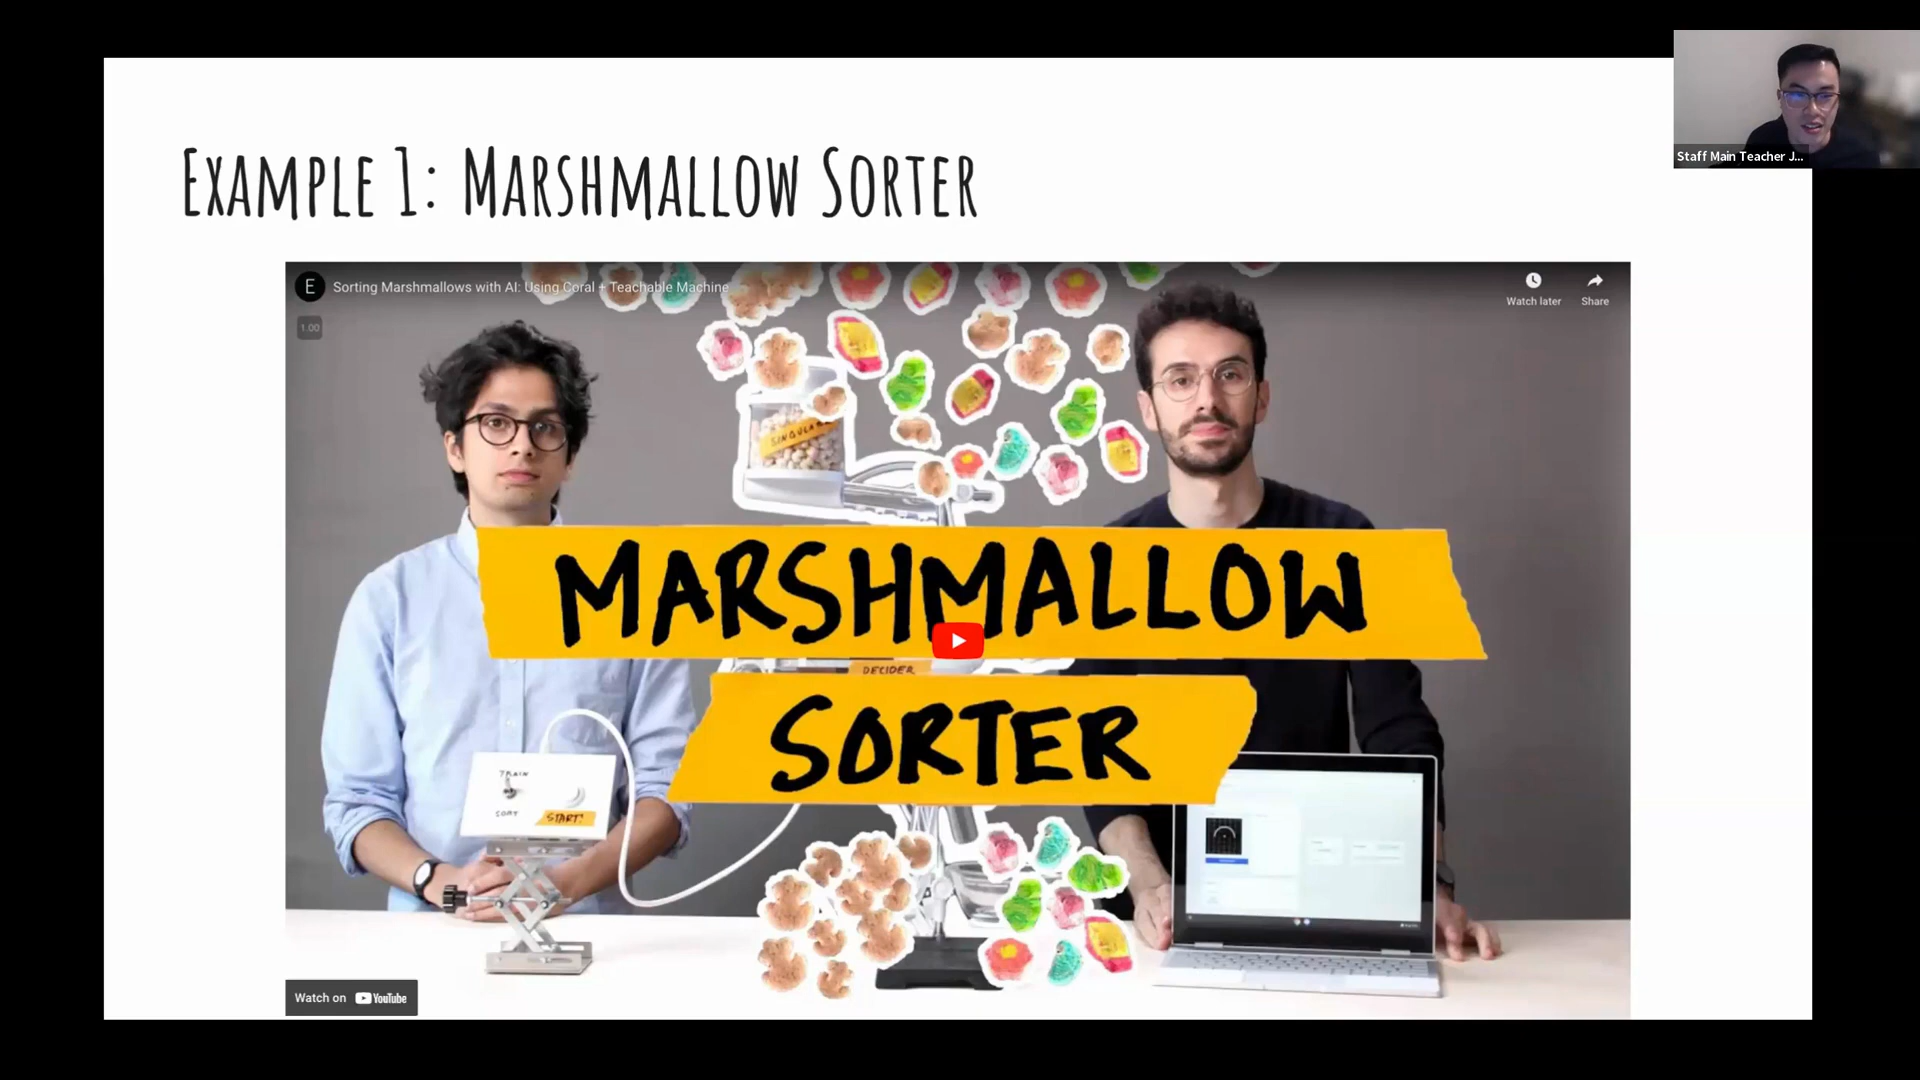 Staff Main Teacher J...
EXAMPLE 1: MARSHMALLOW SORTER
E
Sorting Marshmallows with AI: Using Coral + Teachable Machine
Watch later
Share
1.00
MARSHMALLOW
DECIDER
SORTER
TRAIN
SORT
START!
Watch on YouTube